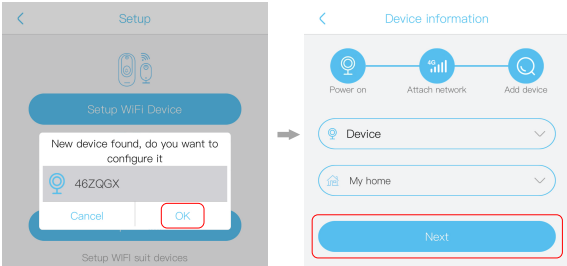 Setup
Setup WiFi Device
New device found, do you want to
configure it
46ZQGX
Cancel
OK
Setup WIFI suit devices
Device information
4G
Power on
Attach network
Add device
Device
My home
Next